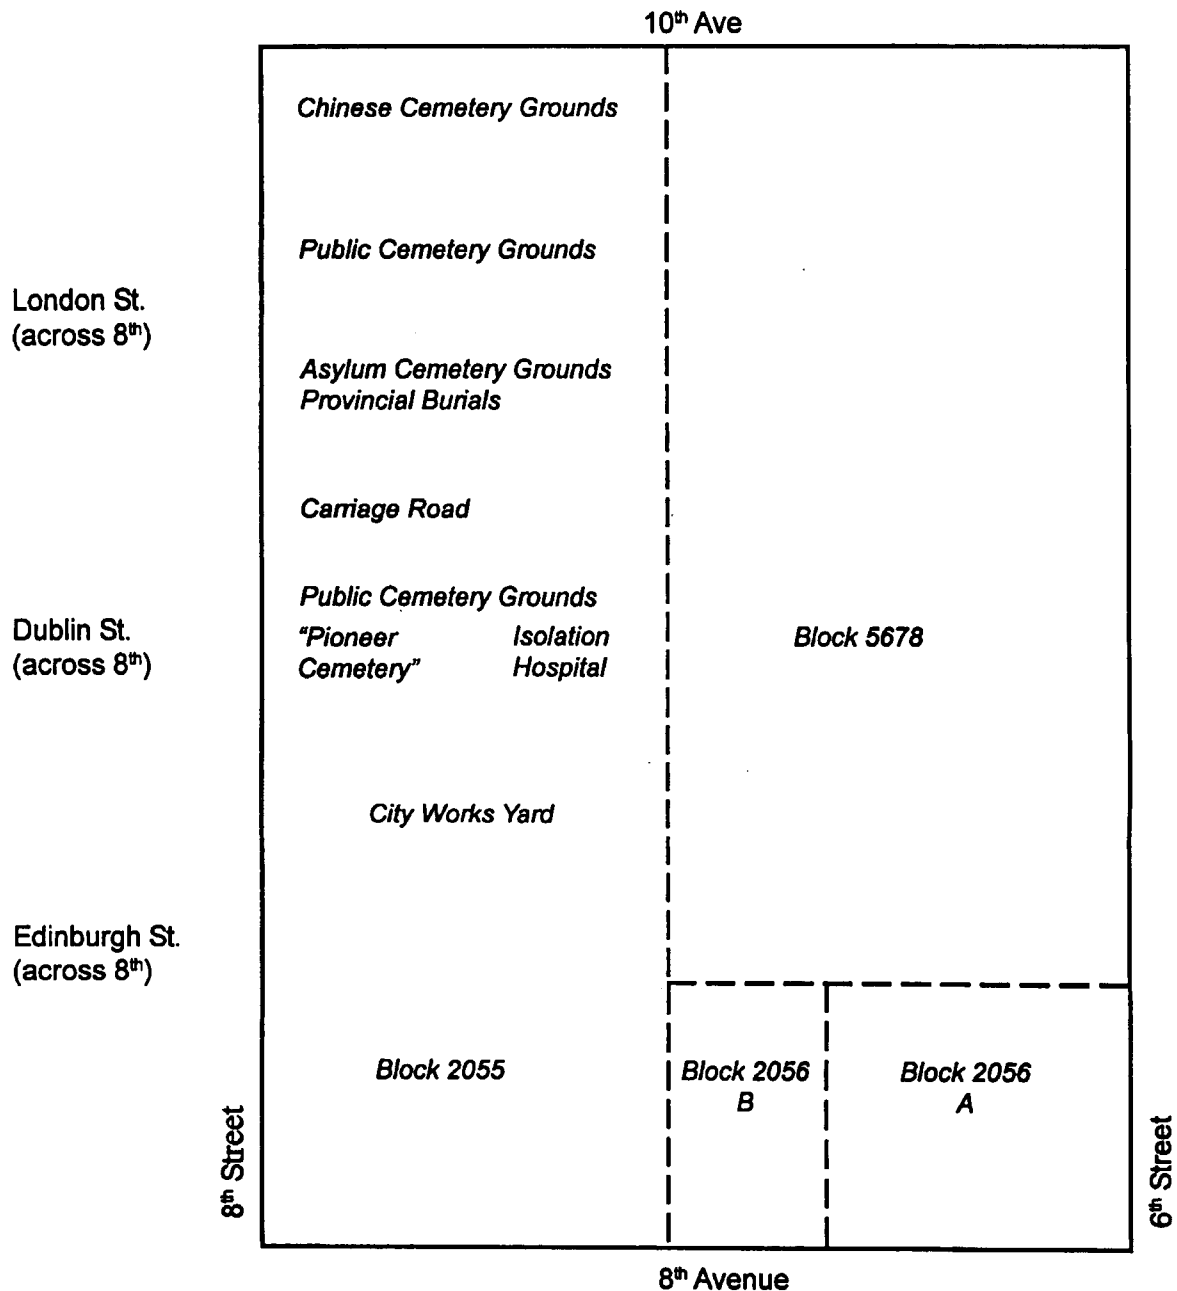 10th Ave
Chinese Cemetery Grounds
Public Cemetery Grounds
London St.
(across 8th)
Asylum Cemetery Grounds
Provincial Burials
Carriage Road
Public Cemetery Grounds
"Pioneer
Cemetery"
Isolation
Hospital
Dublin St.
(across 8th)
Block 5678
City Works Yard
Edinburgh St.
(across 8th)
Block 2055
Block 2056
B
Block 2056
A
8th Street
6th Street
8th Avenue